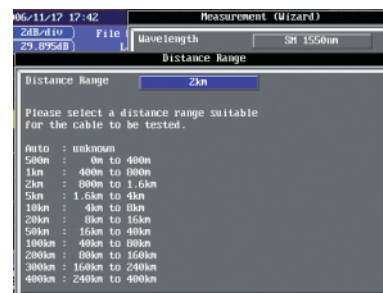 06/11/17 17:42
Measurement (Wizard)
2dB/div
File
29.895dB
L
Wavelength
SM 1550nm
Distance Range
Distance Range
2km
Please select a distance range suitable
for the cable to be tested.
Auto : unknown
500m : 0m to 400m
1km : 400m to 800m
2km : 800m to 1.6km
5km : 1.6km to 4km
10km : 4km to 8km
20km : 8km to 16km
50km : 16km to 40km
100km : 40km to 80km
200km : 80km to 160km
300km : 160km to 240km
400km : 240km to 400km